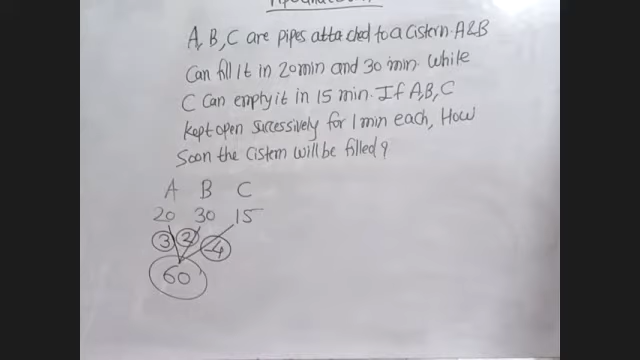 A, B, C are pipes attached to a Cistern. A&B
Can fill it in 20min and 30 min. While
C Can empty it in 15 min. If A,B,C
kept open successively for 1 min each, How
Soon the Cistern will be filled?
A B C
20 30 15
3 2 -4
60